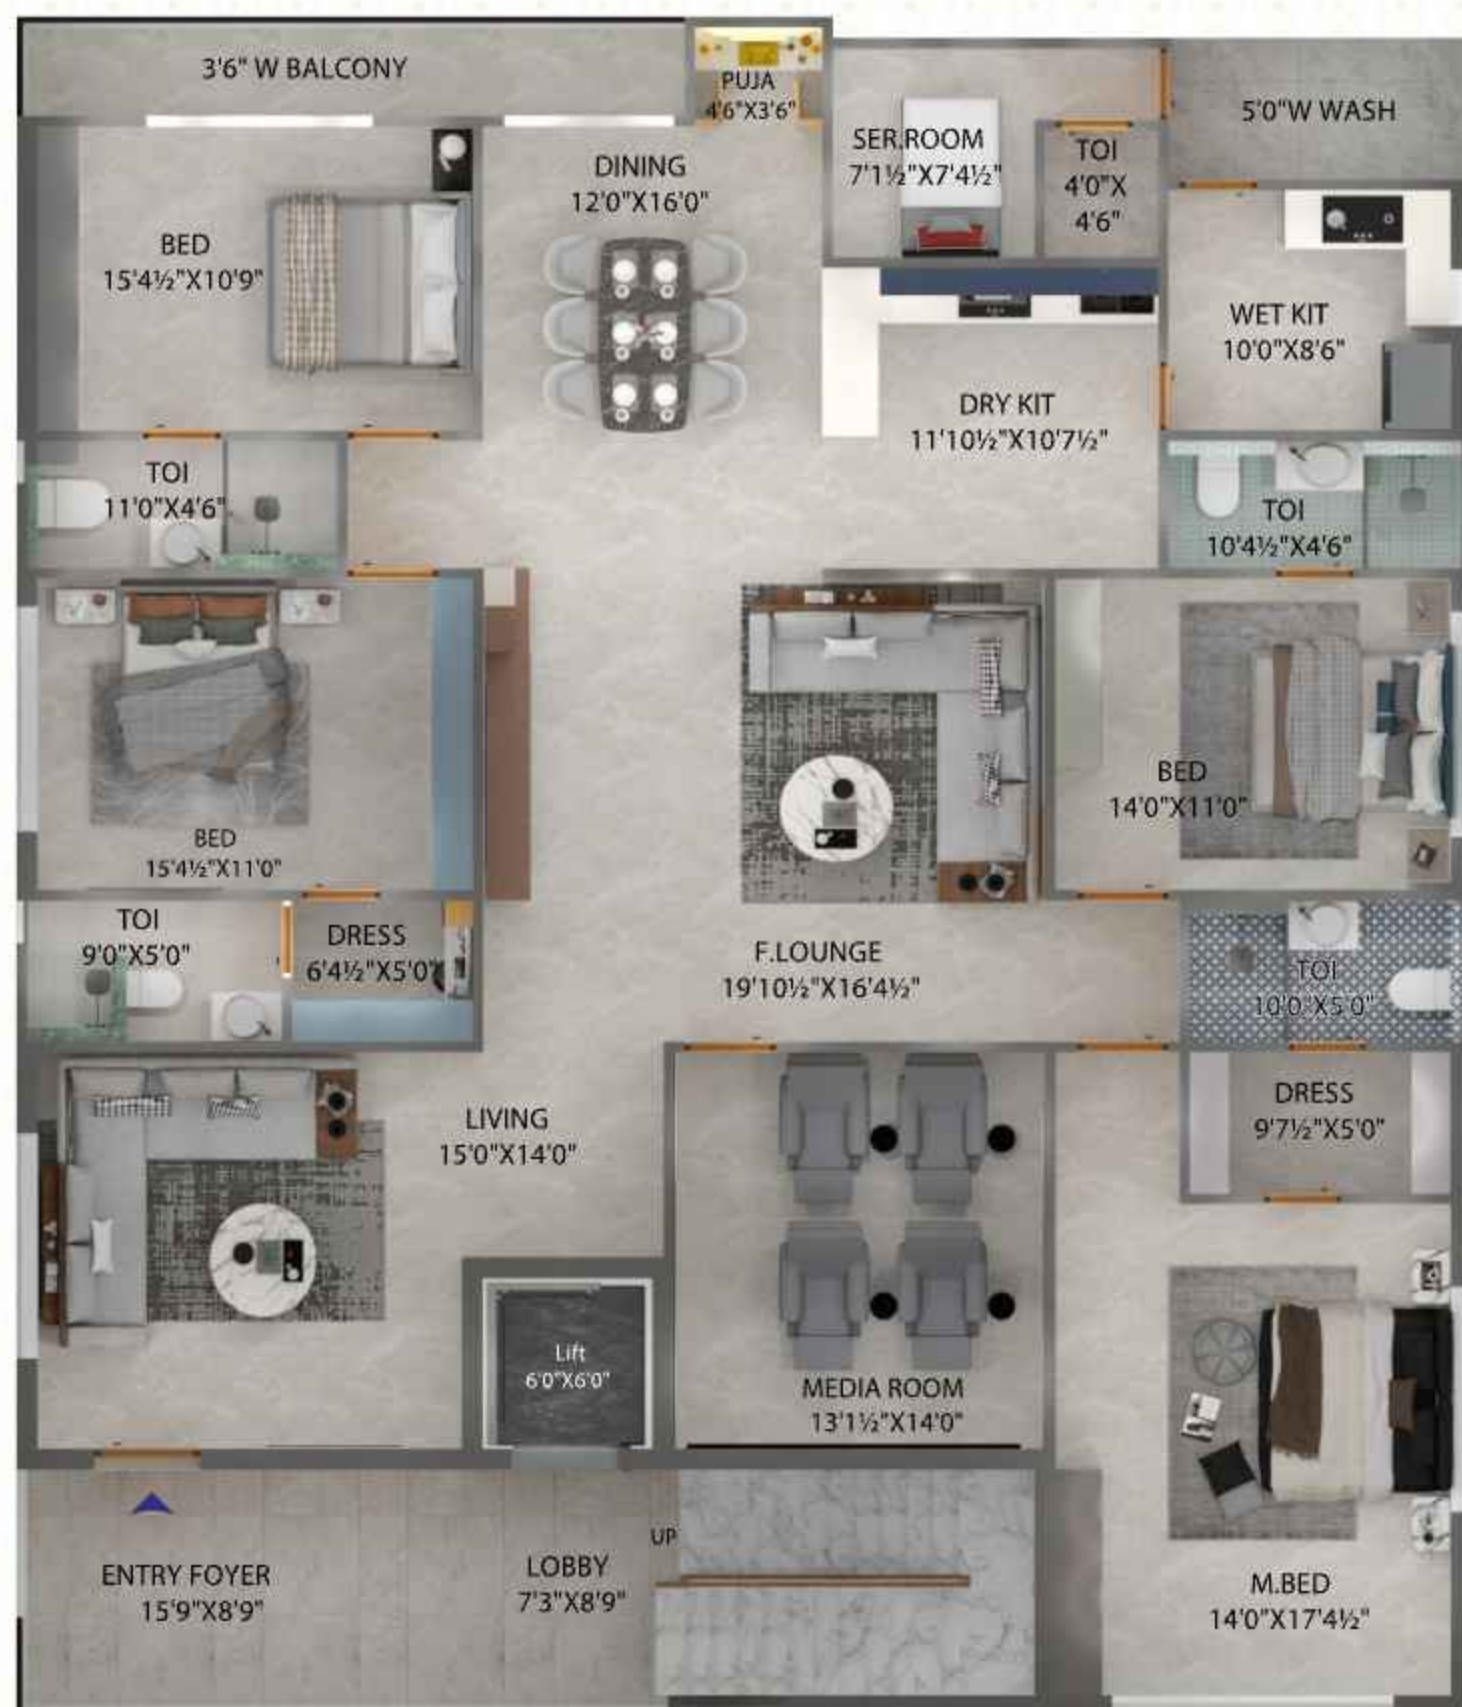 3'6" W BALCONY
PUJA
4'6"X3'6"
SER.ROOM
7'1½"X7'4½"
TOI
4'0"X
4'6"
5'0"W WASH
DINING
12'0"X16'0"
BED
15'4½"X10'9"
WET KIT
10'0"X8'6"
DRY KIT
11'10½"X10'7½"
TOI
11'0"X4'6"
TOI
10'4½"X4'6"
BED
15'4½"X11'0"
BED
14'0"X11'0"
TOI
9'0"X5'0"
DRESS
6'4½"X5'0"
F.LOUNGE
19'10½"X16'4½"
TOI
10'0"X5'0"
LIVING
15'0"X14'0"
DRESS
9'7½"X5'0"
Lift
6'0"X6'0"
MEDIA ROOM
13'1½"X14'0"
UP
ENTRY FOYER
15'9"X8'9"
LOBBY
7'3"X8'9"
M.BED
14'0"X17'4½"